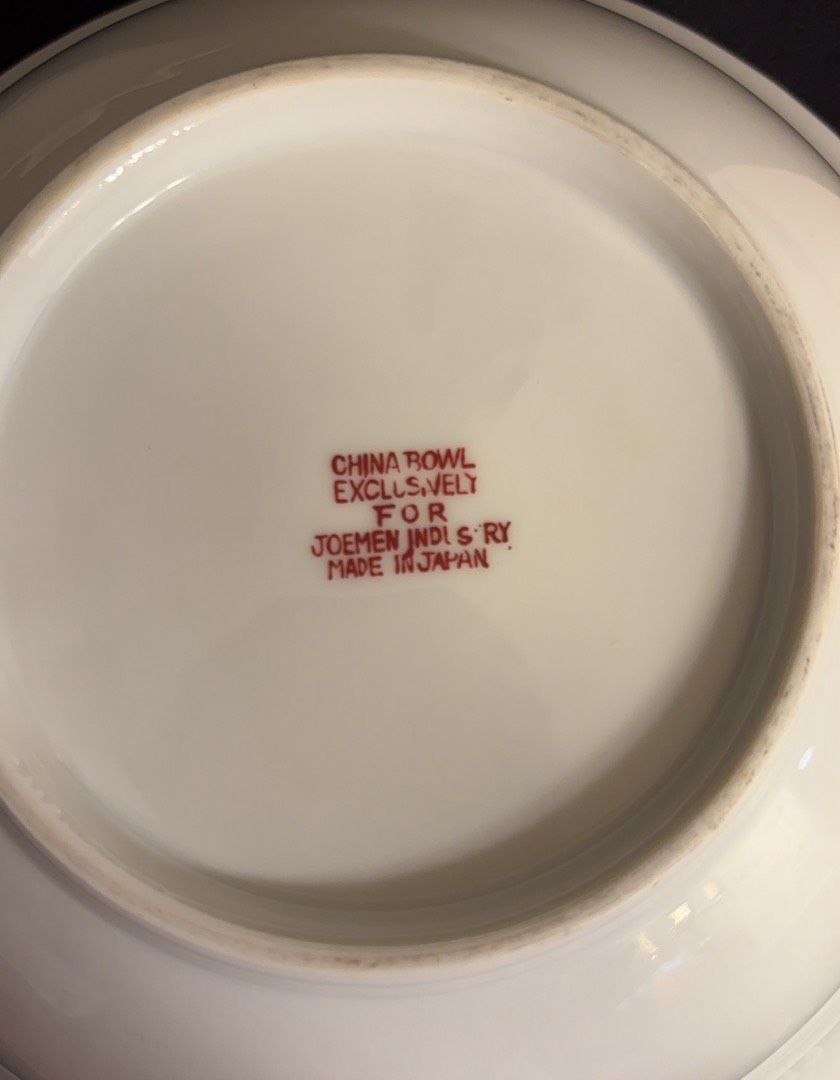 CHINA BOWL
EXCLUSIVELY
FOR
JOEMEN INDUSTRY.
MADE IN JAPAN